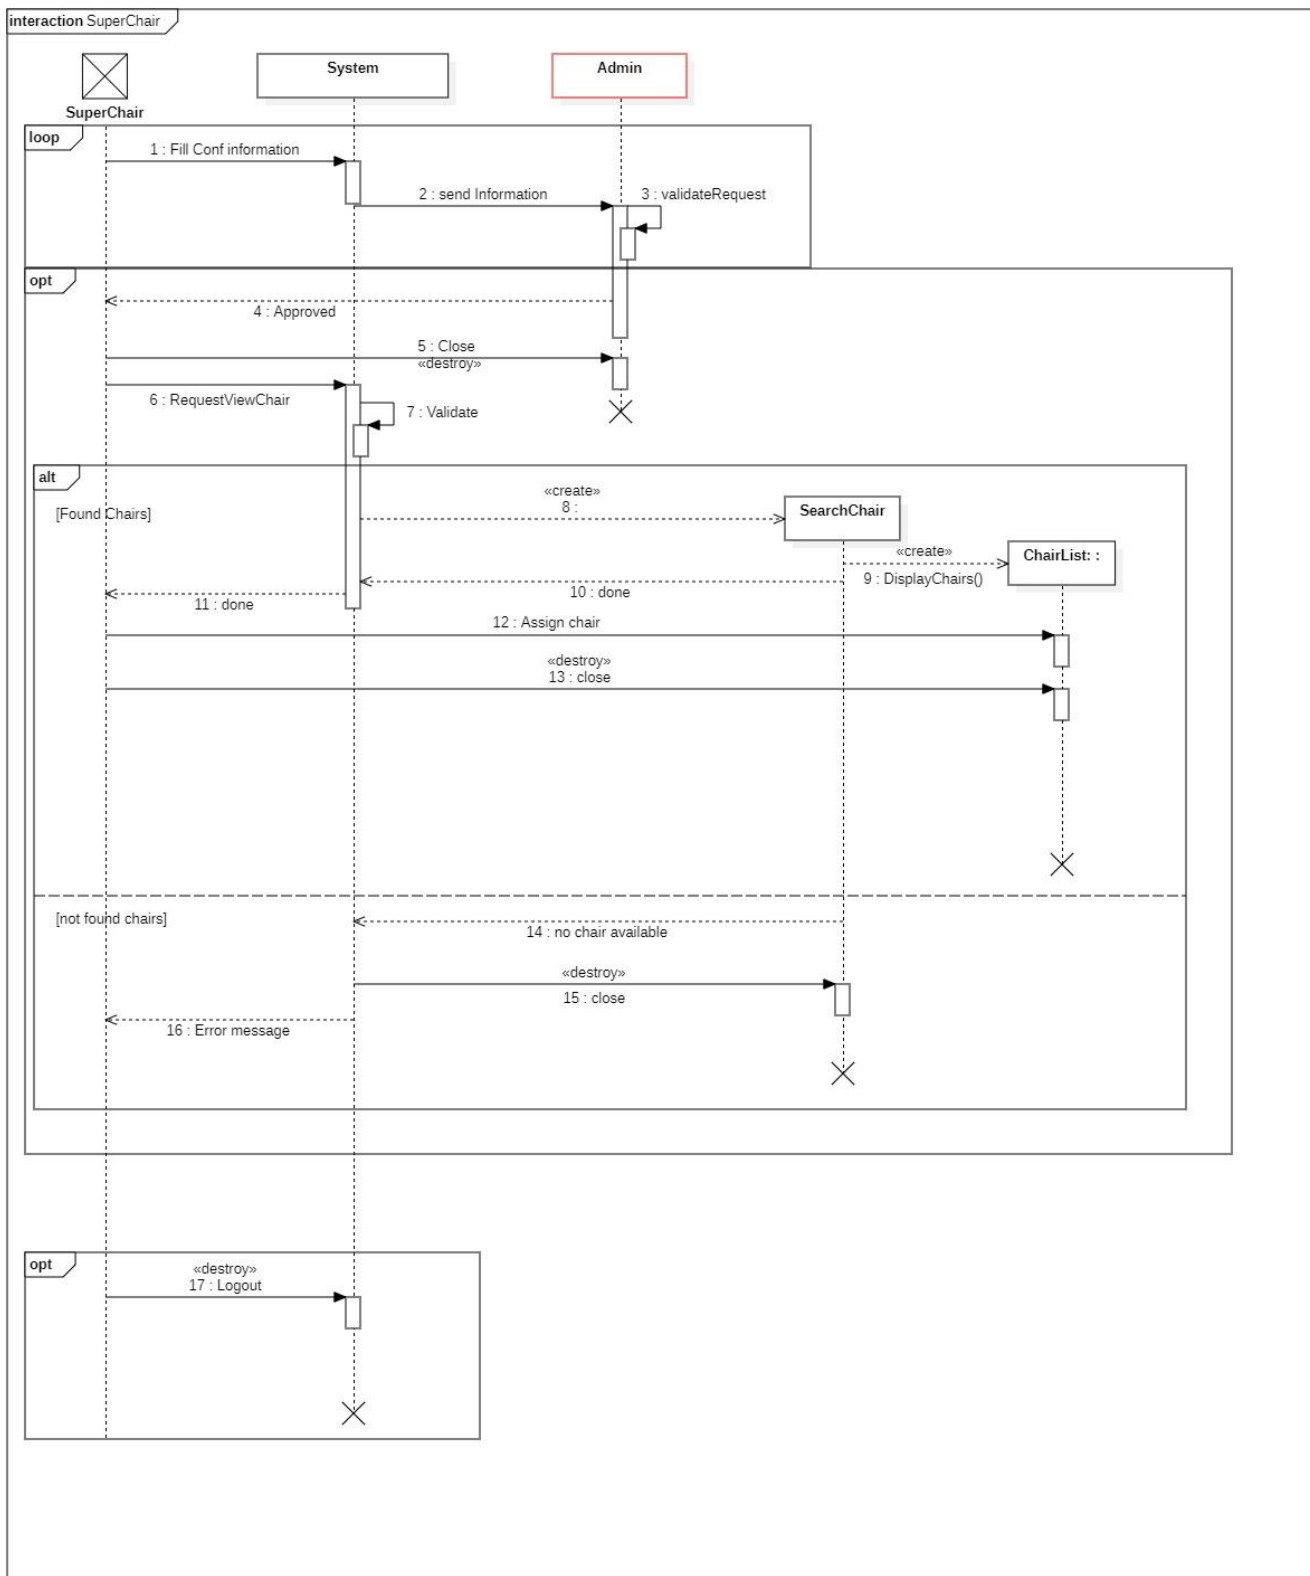 interaction SuperChair
System
Admin
SuperChair
loop
1 : Fill Conf information
2 : send Information
3 : validateRequest
opt
4 : Approved
5 : Close
«destroy»
6 : RequestViewChair
7 : Validate
alt
[Found Chairs]
«create»
8 :
SearchChair
«create»
ChairList: :
9 : DisplayChairs()
10 : done
11 : done
12 : Assign chair
«destroy»
13 : close
[not found chairs]
14 : no chair available
«destroy»
15 : close
16 : Error message
opt
«destroy»
17 : Logout